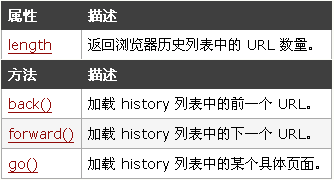 属性 描述
length 返回浏览器历史列表中的 URL 数量。
方法 描述
back() 加载 history 列表中的前一个 URL。
forward() 加载 history 列表中的下一个 URL。
go() 加载 history 列表中的某个具体页面。